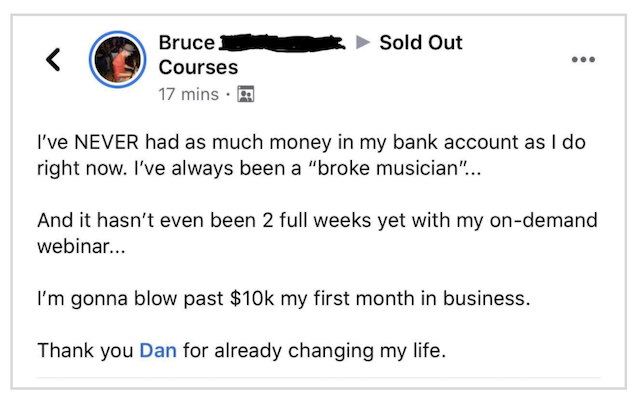 Bruce ▶ Sold Out
Courses
17 mins ·
I’ve NEVER had as much money in my bank account as I do
right now. I’ve always been a “broke musician”...
And it hasn’t even been 2 full weeks yet with my on-demand
webinar...
I’m gonna blow past $10k my first month in business.
Thank you Dan for already changing my life.